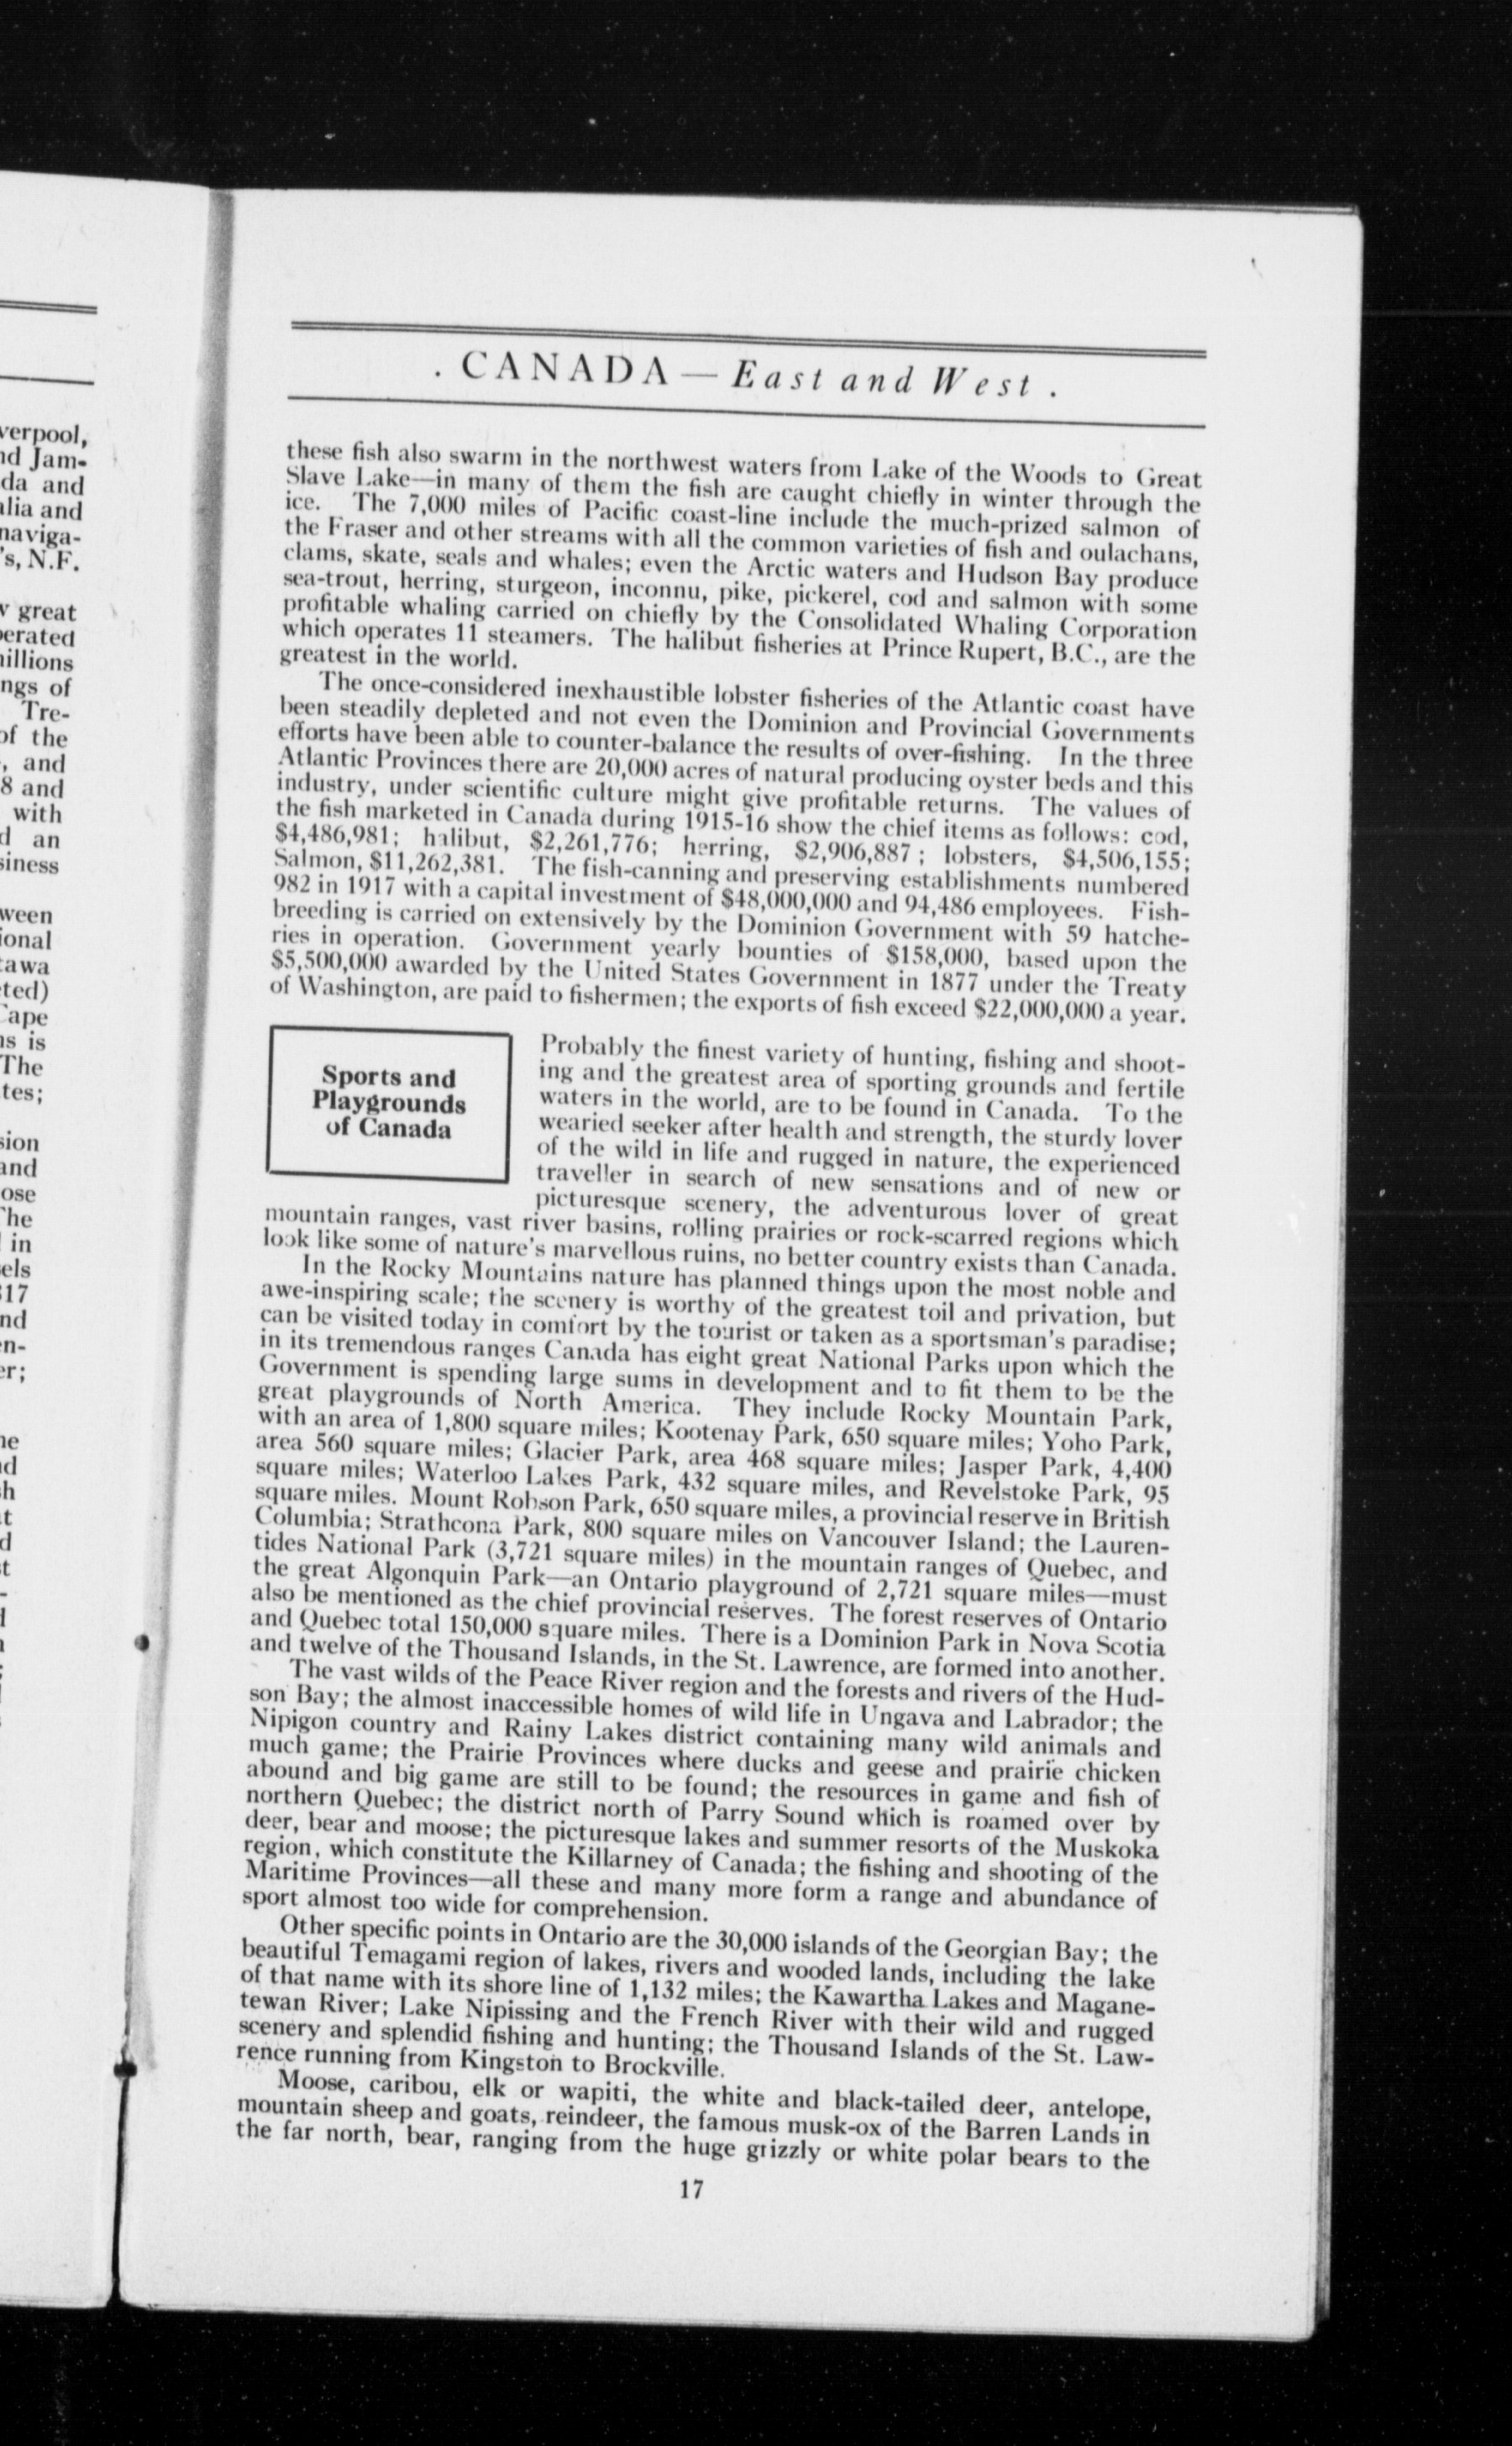 verpool,
nd Jam-
da and
alia and
naviga-
's, N.F.
great
perated
illions
ngs of
Tre-
of the
, and
8 and
with
d an
siness
ween
ional
tawa
ted)
Cape
ns is
The
tes;
sion
and
ose
The
in
els
317
nd
en-
er;
. CANADA — East and West .
these fish also swarm in the northwest waters from Lake of the Woods to Great
Slave Lake—in many of them the fish are caught chiefly in winter through the
ice. The 7,000 miles of Pacific coast-line include the much-prized salmon of
the Fraser and other streams with all the common varieties of fish and oulachans,
clams, skate, seals and whales; even the Arctic waters and Hudson Bay produce
sea-trout, herring, sturgeon, inconnu, pike, pickerel, cod and salmon with some
profitable whaling carried on chiefly by the Consolidated Whaling Corporation
which operates 11 steamers. The halibut fisheries at Prince Rupert, B.C., are the
greatest in the world.
The once-considered inexhaustible lobster fisheries of the Atlantic coast have
been steadily depleted and not even the Dominion and Provincial Governments
efforts have been able to counter-balance the results of over-fishing. In the three
Atlantic Provinces there are 20,000 acres of natural producing oyster beds and this
industry, under scientific culture might give profitable returns. The values of
the fish marketed in Canada during 1915-16 show the chief items as follows: cod,
$4,486,981; halibut, $2,261,776; herring, $2,906,887 ; lobsters, $4,506,155;
Salmon, $11,262,381. The fish-canning and preserving establishments numbered
982 in 1917 with a capital investment of $48,000,000 and 94,486 employees. Fish-
breeding is carried on extensively by the Dominion Government with 59 hatche-
ries in operation. Government yearly bounties of $158,000, based upon the
$5,500,000 awarded by the United States Government in 1877 under the Treaty
of Washington, are paid to fishermen; the exports of fish exceed $22,000,000 a year.
Sports and
Playgrounds
of Canada
Probably the finest variety of hunting, fishing and shoot-
ing and the greatest area of sporting grounds and fertile
waters in the world, are to be found in Canada. To the
wearied seeker after health and strength, the sturdy lover
of the wild in life and rugged in nature, the experienced
traveller in search of new sensations and of new or
picturesque scenery, the adventurous lover of great
mountain ranges, vast river basins, rolling prairies or rock-scarred regions which
look like some of nature's marvellous ruins, no better country exists than Canada.
In the Rocky Mountains nature has planned things upon the most noble and
awe-inspiring scale; the scenery is worthy of the greatest toil and privation, but
can be visited today in comfort by the tourist or taken as a sportsman's paradise;
in its tremendous ranges Canada has eight great National Parks upon which the
Government is spending large sums in development and to fit them to be the
great playgrounds of North America. They include Rocky Mountain Park,
with an area of 1,800 square miles; Kootenay Park, 650 square miles; Yoho Park,
area 560 square miles; Glacier Park, area 468 square miles; Jasper Park, 4,400
square miles; Waterloo Lakes Park, 432 square miles, and Revelstoke Park, 95
square miles. Mount Robson Park, 650 square miles, a provincial reserve in British
Columbia; Strathcona Park, 800 square miles on Vancouver Island; the Lauren-
tides National Park (3,721 square miles) in the mountain ranges of Quebec, and
the great Algonquin Park—an Ontario playground of 2,721 square miles—must
also be mentioned as the chief provincial reserves. The forest reserves of Ontario
and Quebec total 150,000 square miles. There is a Dominion Park in Nova Scotia
and twelve of the Thousand Islands, in the St. Lawrence, are formed into another.
The vast wilds of the Peace River region and the forests and rivers of the Hud-
son Bay; the almost inaccessible homes of wild life in Ungava and Labrador; the
Nipigon country and Rainy Lakes district containing many wild animals and
much game; the Prairie Provinces where ducks and geese and prairie chicken
abound and big game are still to be found; the resources in game and fish of
northern Quebec; the district north of Parry Sound which is roamed over by
deer, bear and moose; the picturesque lakes and summer resorts of the Muskoka
region, which constitute the Killarney of Canada; the fishing and shooting of the
Maritime Provinces—all these and many more form a range and abundance of
sport almost too wide for comprehension.
Other specific points in Ontario are the 30,000 islands of the Georgian Bay; the
beautiful Temagami region of lakes, rivers and wooded lands, including the lake
of that name with its shore line of 1,132 miles; the Kawartha Lakes and Magane-
tewan River; Lake Nipissing and the French River with their wild and rugged
scenery and splendid fishing and hunting; the Thousand Islands of the St. Law-
rence running from Kingston to Brockville.
Moose, caribou, elk or wapiti, the white and black-tailed deer, antelope,
mountain sheep and goats, reindeer, the famous musk-ox of the Barren Lands in
the far north, bear, ranging from the huge grizzly or white polar bears to the
17